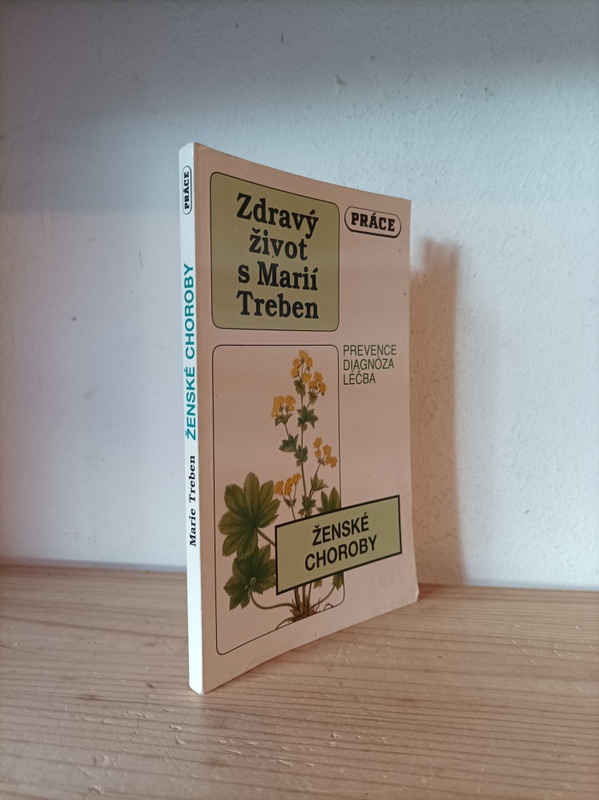 PRÁCE
ŽENSKÉ CHOROBY
Marie Treben
Zdravý
život
s Marií
Treben
PRÁCE
PREVENCE
DIAGNÓZA
LÉČBA
ŽENSKÉ
CHOROBY